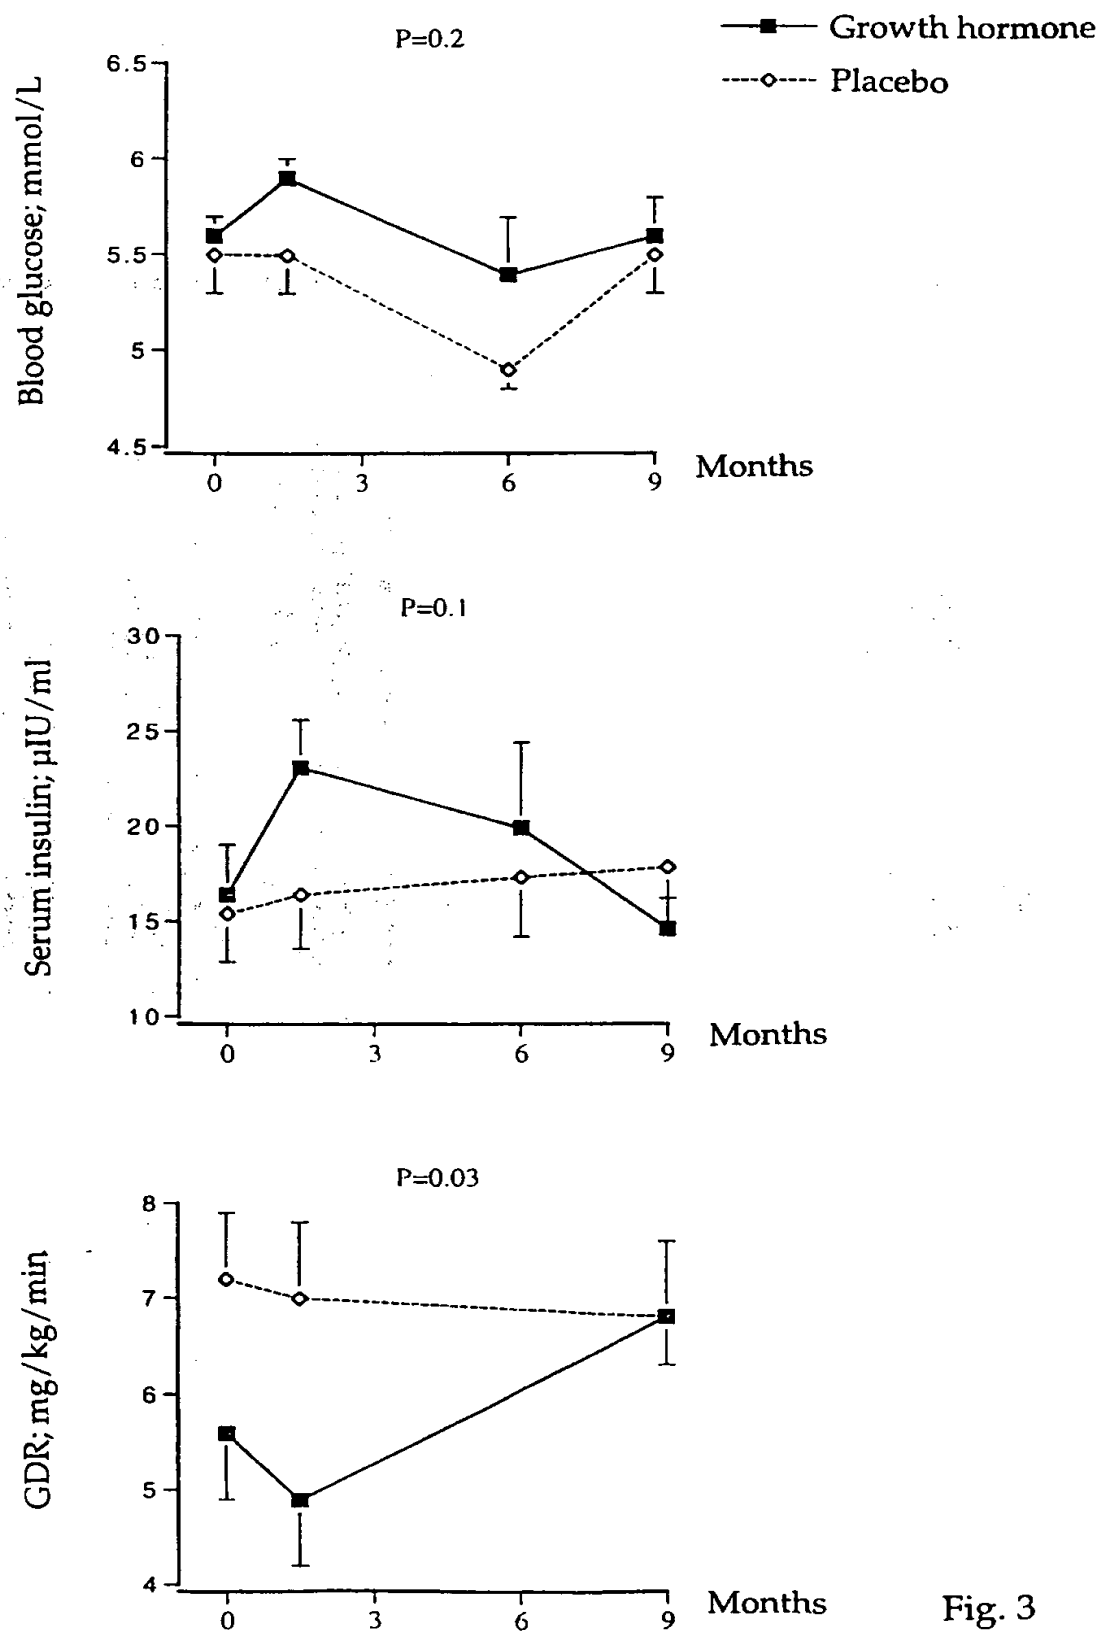 P=0.2
Growth hormone
Placebo
Blood glucose; mmol/L
6.5
6
5.5
5
4.5
0 3 6 9 Months
P=0.1
Serum insulin; µIU/ml
30
25
20
15
10
0 3 6 9 Months
P=0.03
GDR; mg/kg/min
8
7
6
5
4
0 3 6 9 Months
Fig. 3